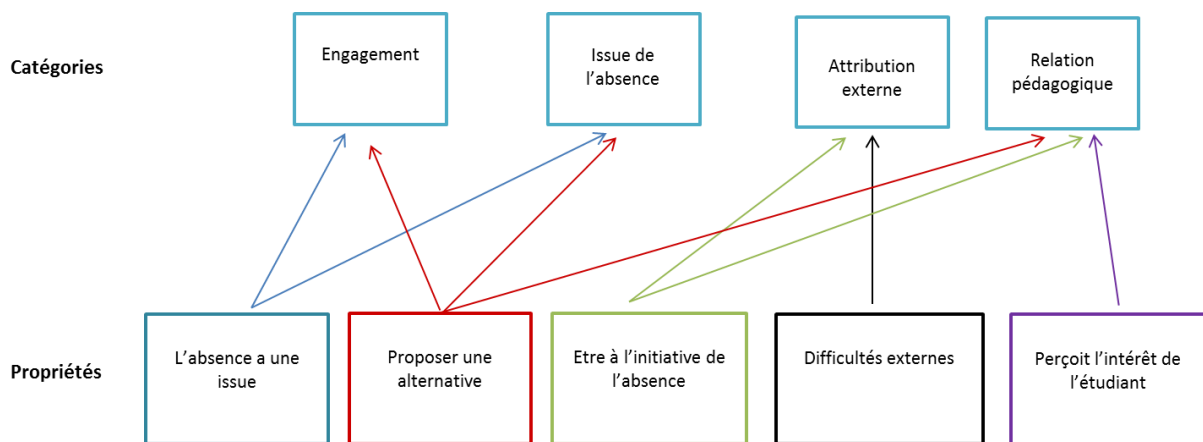 Catégories
Engagement
Issue de
l’absence
Attribution
externe
Relation
pédagogique
Propriétés
L’absence a une
issue
Proposer une
alternative
Etre à l’initiative de
l’absence
Difficultés externes
Perçoit l’intérêt de
l’étudiant